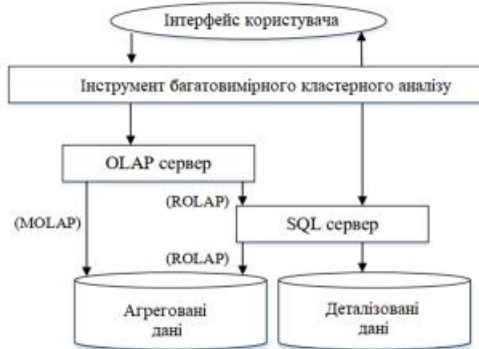 Інтерфейс користувача
Інструмент багатовимірного кластерного аналізу
OLAP сервер
(MOLAP)
(ROLAP)
SQL сервер
(ROLAP)
Агреговані
дані
Деталізовані
дані